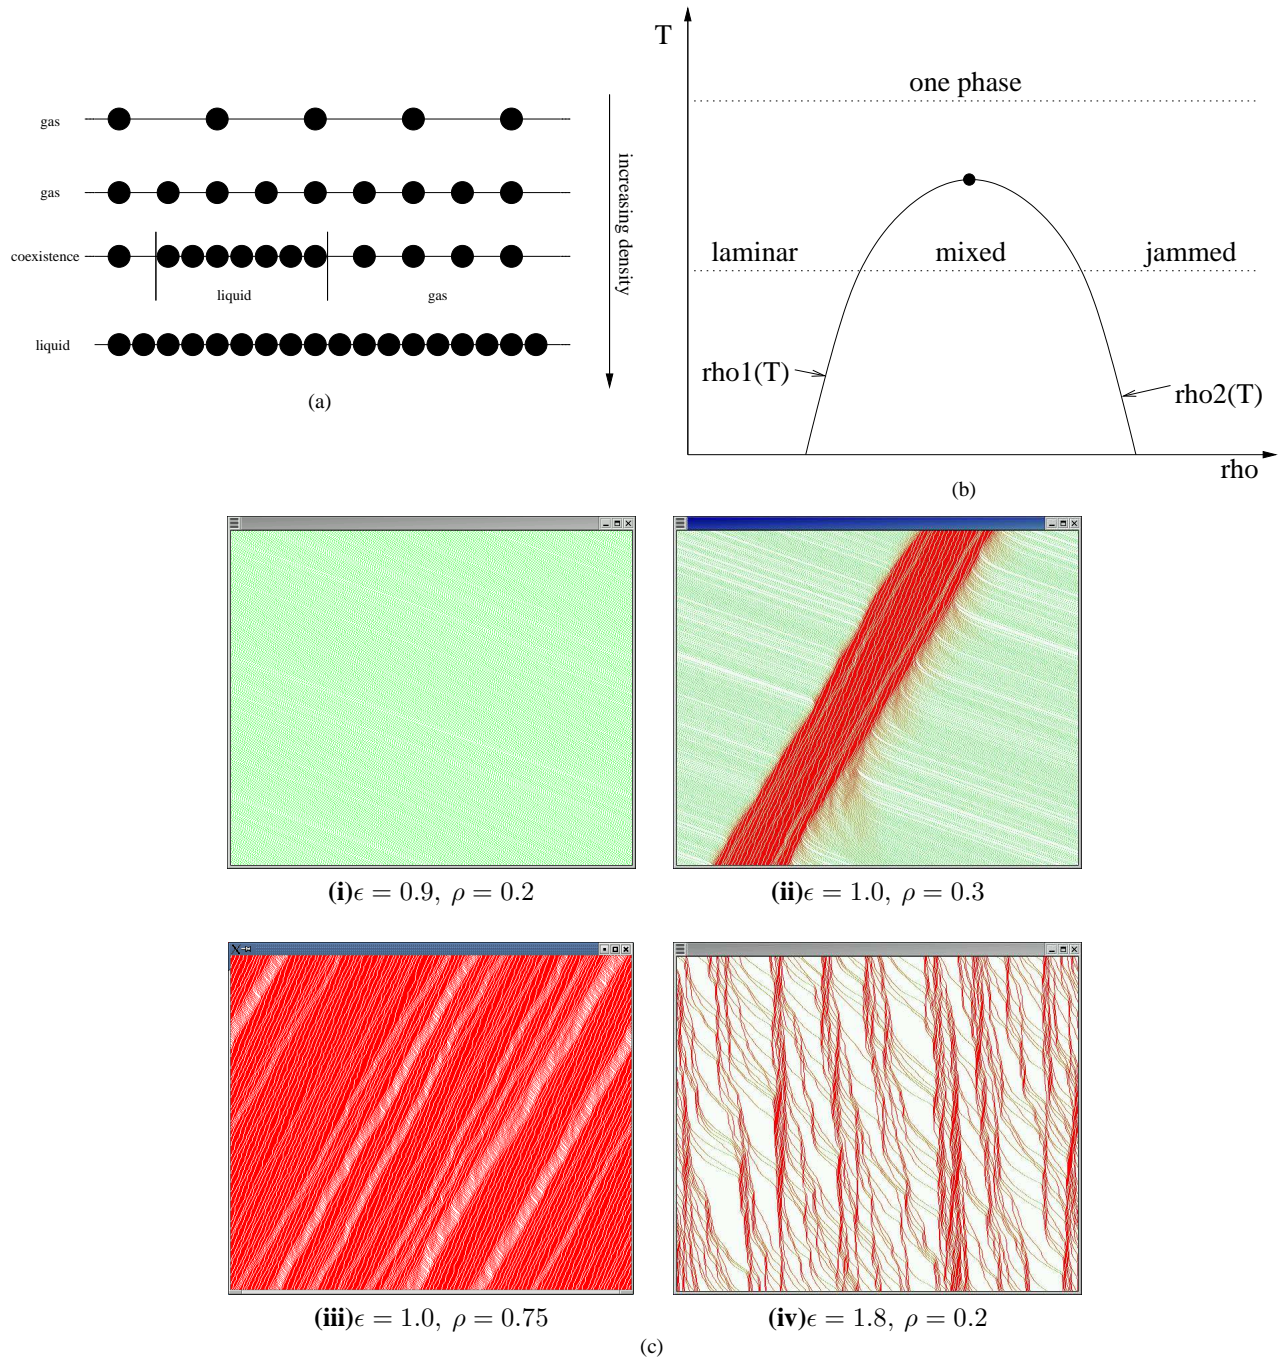 gas
gas
coexistence
liquid
gas
liquid
increasing density
(a)
T
one phase
laminar
mixed
jammed
rho1(T)
rho2(T)
rho
(b)
(i)ϵ = 0.9, ρ = 0.2
(ii)ϵ = 1.0, ρ = 0.3
(iii)ϵ = 1.0, ρ = 0.75
(iv)ϵ = 1.8, ρ = 0.2
(c)